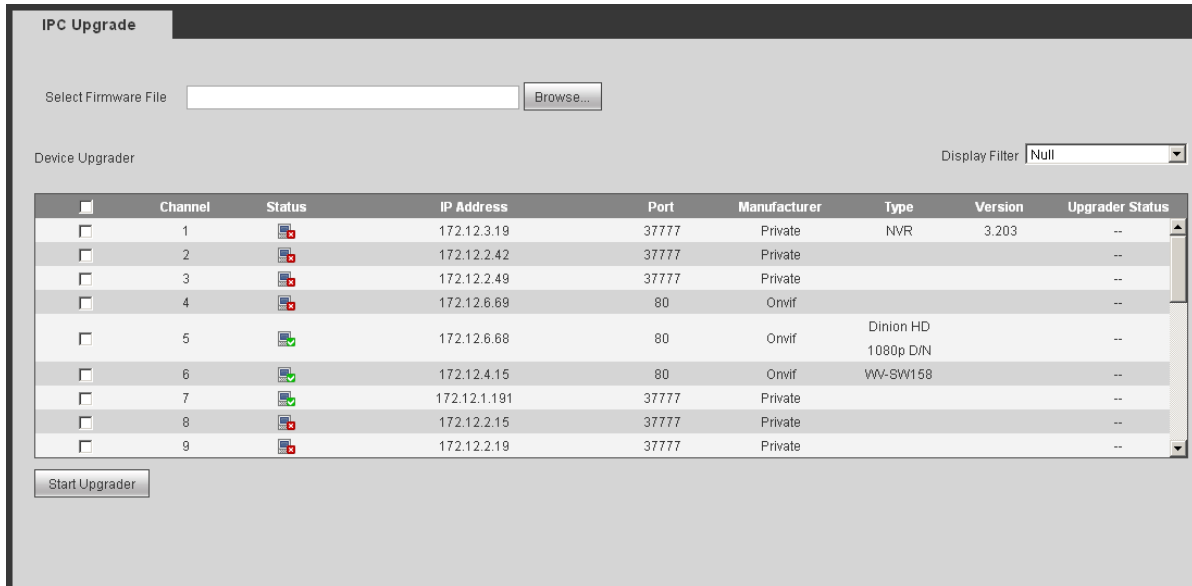 IPC Upgrade
Select Firmware File Browse...
Device Upgrader Display Filter Null
Channel Status IP Address Port Manufacturer Type Version Upgrader Status
1 172.12.3.19 37777 Private NVR 3.203 --
2 172.12.2.42 37777 Private --
3 172.12.2.49 37777 Private --
4 172.12.6.69 80 Onvif --
5 172.12.6.68 80 Onvif Dinion HD 1080p D/N --
6 172.12.4.15 80 Onvif WV-SW158 --
7 172.12.1.191 37777 Private --
8 172.12.2.15 37777 Private --
9 172.12.2.19 37777 Private --
Start Upgrader